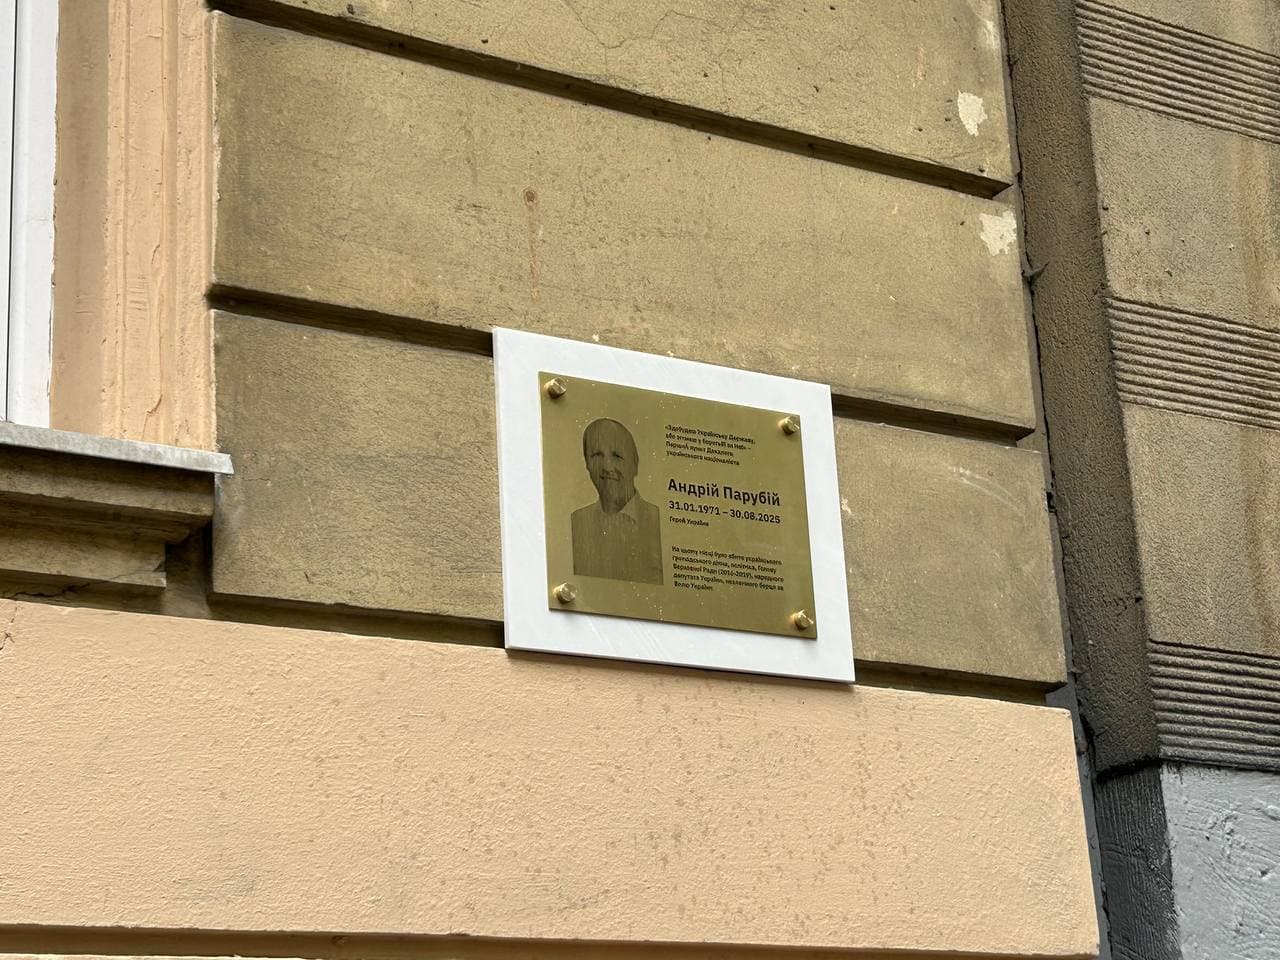 «Здобудеш Українську Державу,
або згинеш у боротьбі за Неї» –
Перший пункт Декалога
українського націоналіста
Андрій Парубій
31.01.1971 – 30.08.2025
Герой України
На цьому місці було вбито українського
громадського діяча, політика, Голову
Верховної Ради (2016-2019), народного
депутата України, незламного борця за
Волю України.